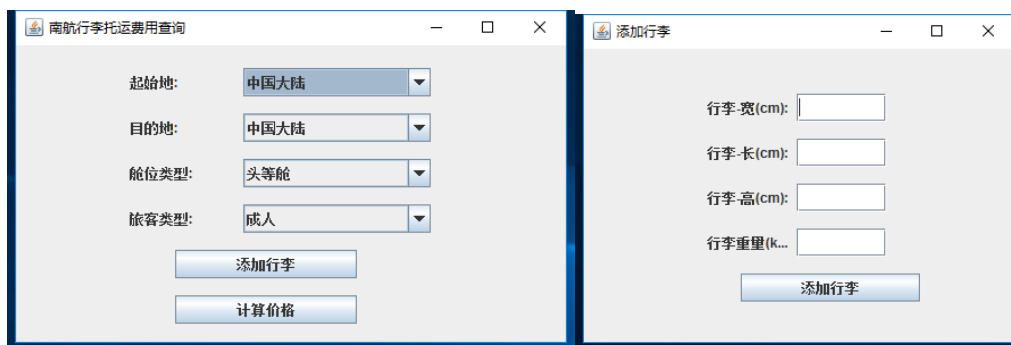 南航行李托运费用查询
起始地: 中国大陆
目的地: 中国大陆
舱位类型: 头等舱
旅客类型: 成人
添加行李
计算价格
添加行李
行李-宽(cm):
行李-长(cm):
行李-高(cm):
行李重量(k...
添加行李